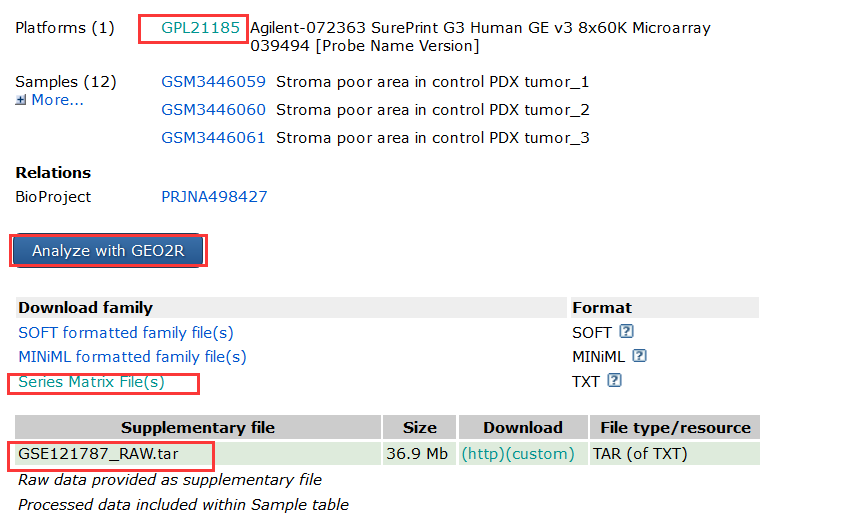 Platforms (1) GPL21185 Agilent-072363 SurePrint G3 Human GE v3 8x60K Microarray
039494 [Probe Name Version]
Samples (12) GSM3446059 Stroma poor area in control PDX tumor_1
More... GSM3446060 Stroma poor area in control PDX tumor_2
GSM3446061 Stroma poor area in control PDX tumor_3
Relations
BioProject PRJNA498427
Analyze with GEO2R
Download family Format
SOFT formatted family file(s) SOFT ?
MINiML formatted family file(s) MINiML ?
Series Matrix File(s) TXT ?
Supplementary file Size Download File type/resource
GSE121787_RAW.tar 36.9 Mb (http)(custom) TAR (of TXT)
Raw data provided as supplementary file
Processed data included within Sample table